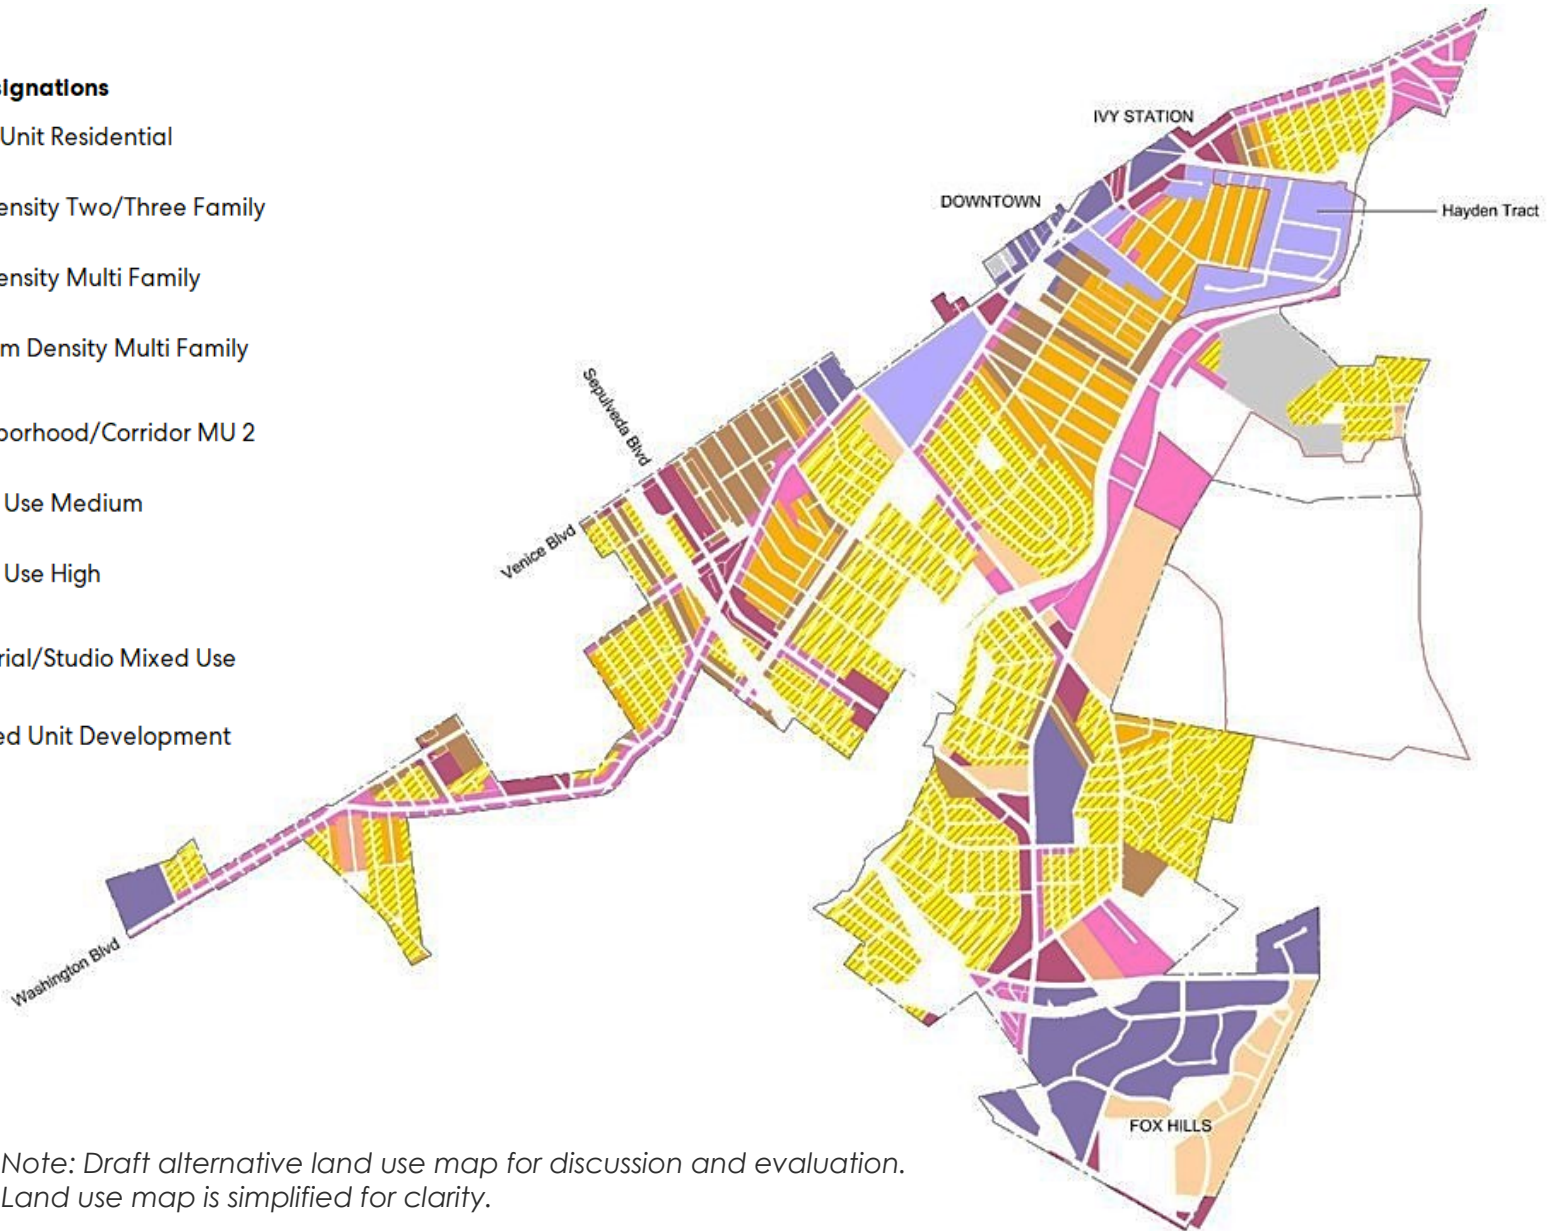 signations
Unit Residential
ensity Two/Three Family
ensity Multi Family
m Density Multi Family
borhood/Corridor MU 2
Use Medium
Use High
rial/Studio Mixed Use
ed Unit Development
IVY STATION
DOWNTOWN
Hayden Tract
Sepulveda Blvd
Venice Blvd
Washington Blvd
FOX HILLS
Note: Draft alternative land use map for discussion and evaluation.
Land use map is simplified for clarity.